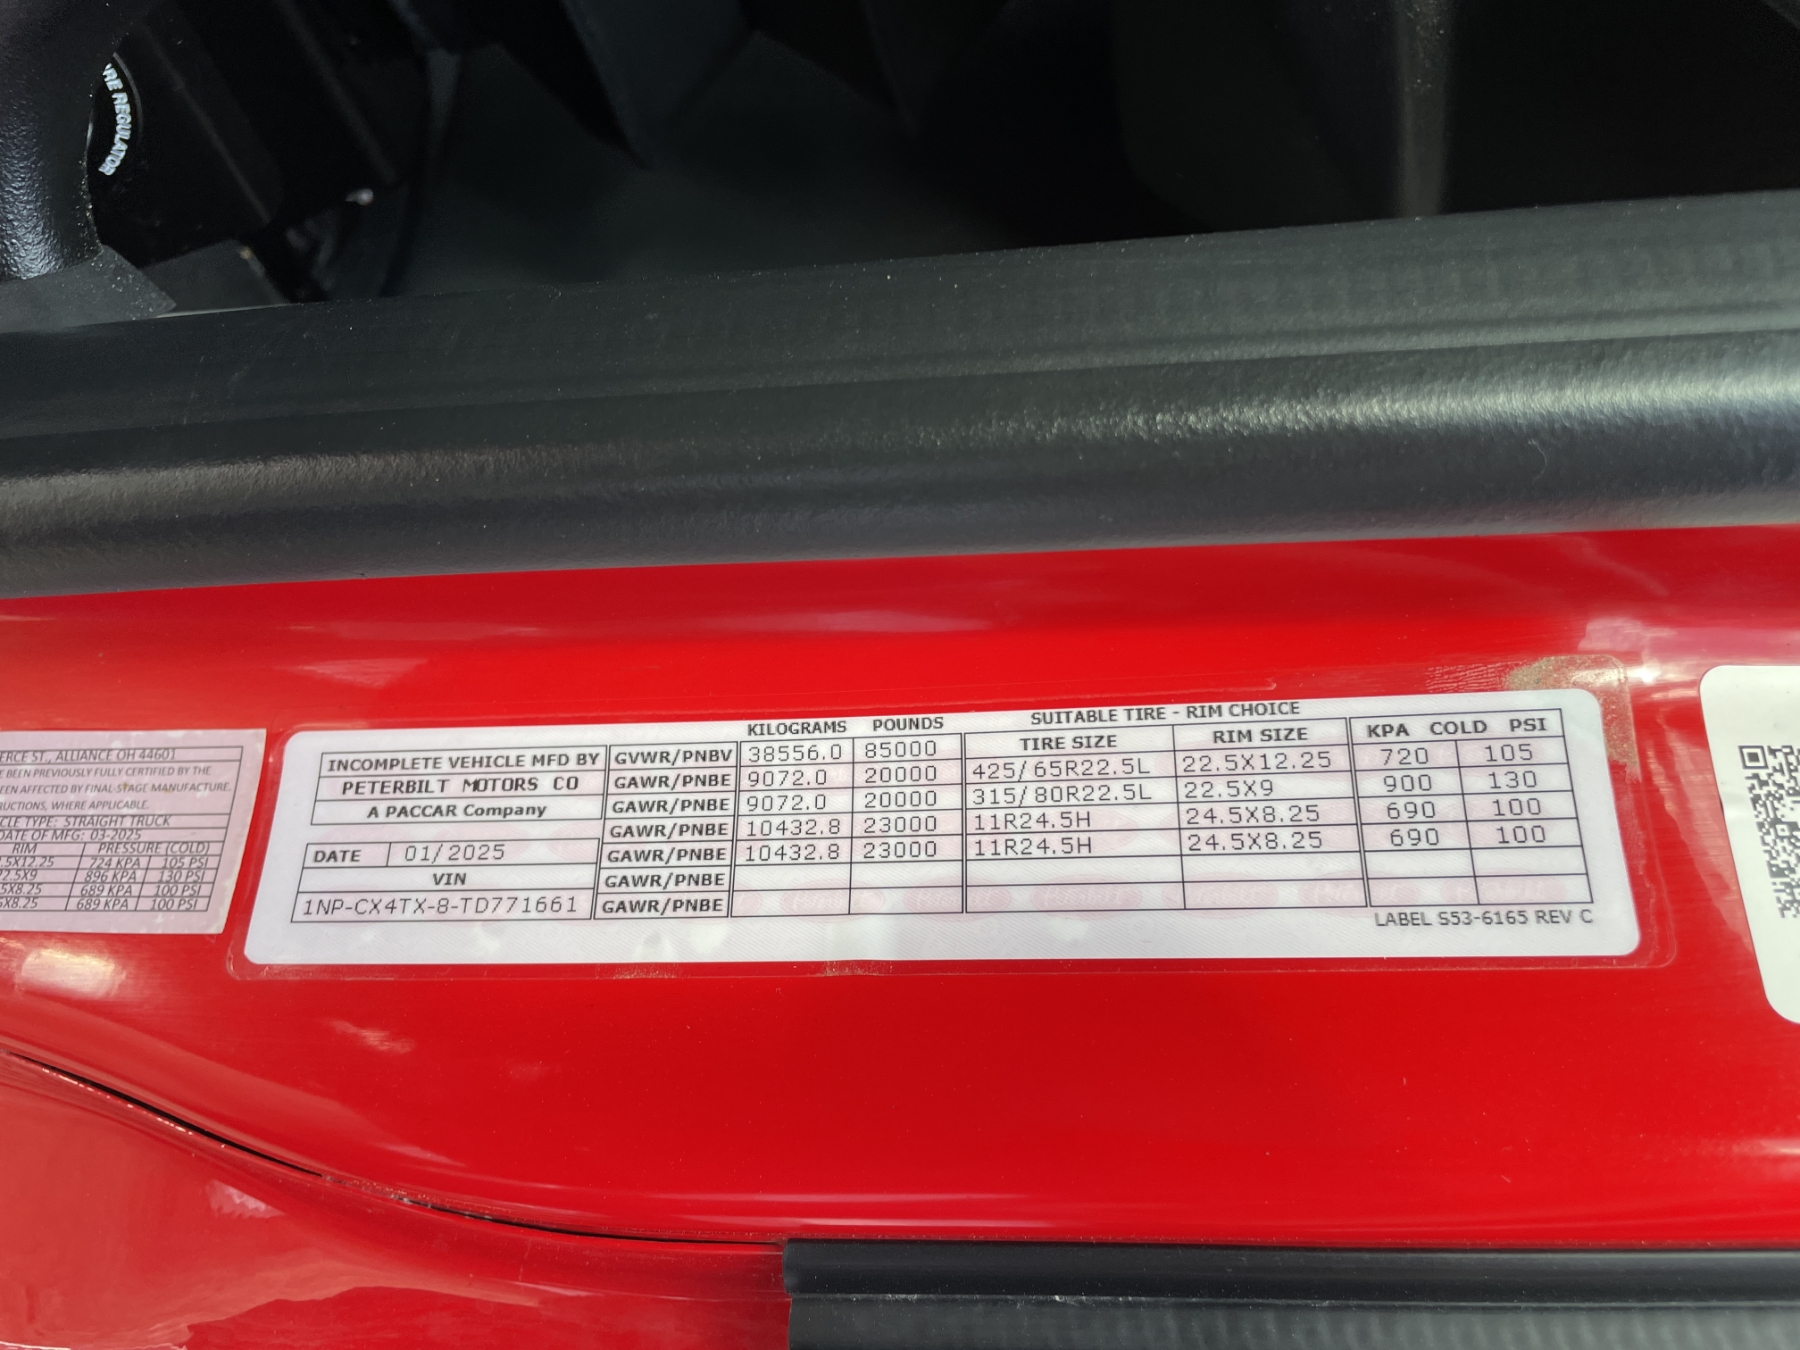 RE REGULATOR
ERCE ST., ALLIANCE OH 44601
E BEEN PREVIOUSLY FULLY CERTIFIED BY THE
EEN AFFECTED BY FINAL-STAGE MANUFACTURE.
RUCTIONS, WHERE APPLICABLE.
CLE TYPE: STRAIGHT TRUCK
DATE OF MFG: 03-2025
RIM PRESSURE (COLD)
.5X12.25 724 KPA 105 PSI
22.5X9 896 KPA 130 PSI
5X8.25 689 KPA 100 PSI
5X8.25 689 KPA 100 PSI
KILOGRAMS POUNDS SUITABLE TIRE - RIM CHOICE
TIRE SIZE RIM SIZE KPA COLD PSI
INCOMPLETE VEHICLE MFD BY GVWR/PNBV 38556.0 85000
PETERBILT MOTORS CO GAWR/PNBE 9072.0 20000 425/65R22.5L 22.5X12.25 720 105
A PACCAR Company GAWR/PNBE 9072.0 20000 315/80R22.5L 22.5X9 900 130
GAWR/PNBE 10432.8 23000 11R24.5H 24.5X8.25 690 100
DATE 01/2025 GAWR/PNBE 10432.8 23000 11R24.5H 24.5X8.25 690 100
VIN GAWR/PNBE
1NP-CX4TX-8-TD771661 GAWR/PNBE
LABEL S53-6165 REV C